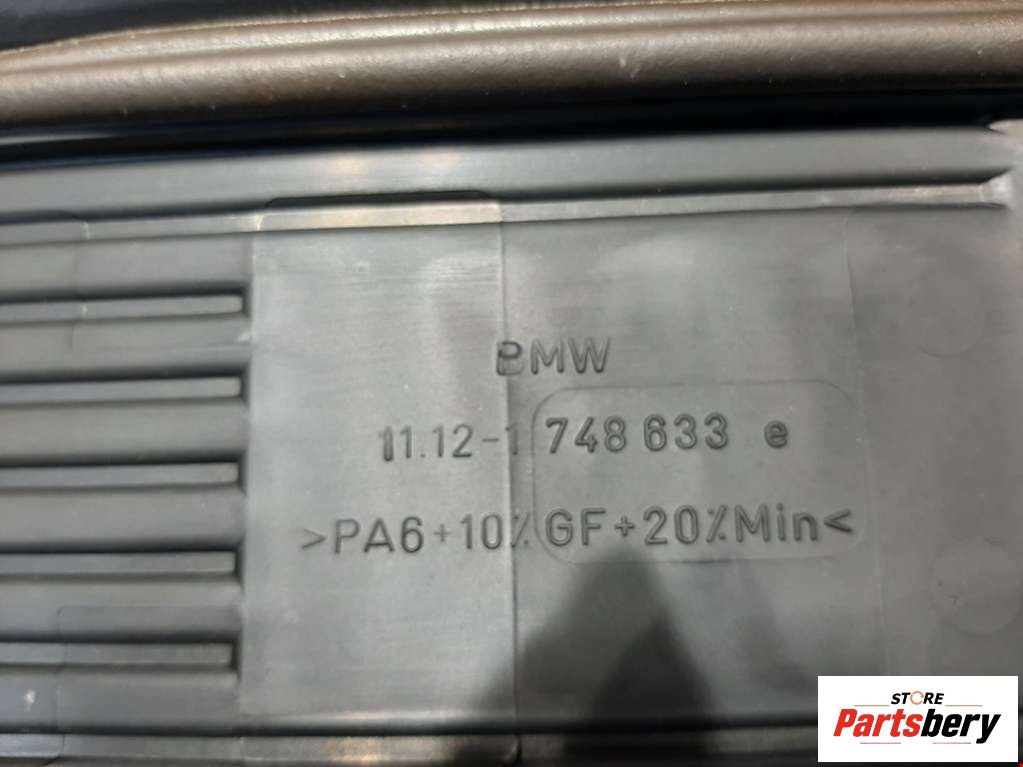 BMW
11.12-1 748 633 e
>PA6+10%GF+20%Min<
STORE
Partsbery